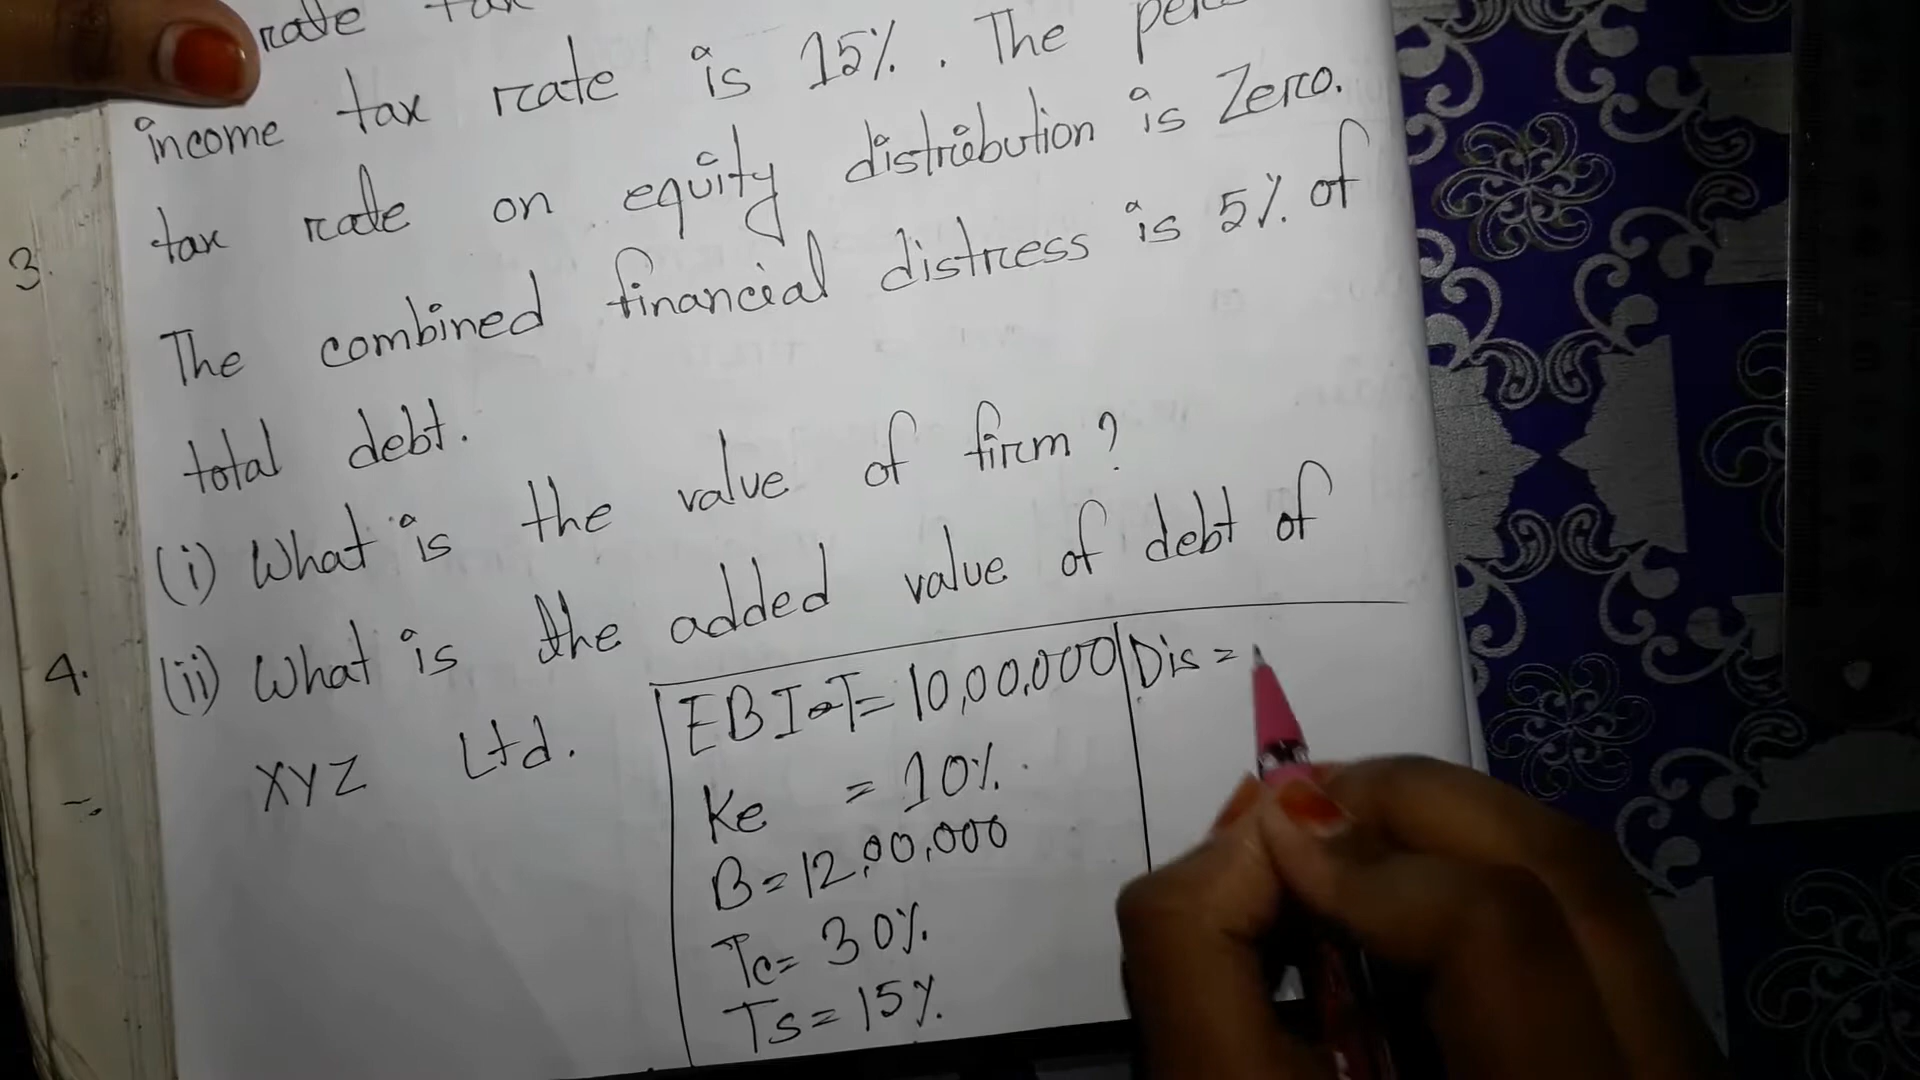 rate tax
income tax rate is 15%. The
tax rate on equity distribution is Zero.
3.
The combined financial distress is 5% of
total debt.
(i) What is the value of firm?
4.
(ii) What is the added value of debt of
XYZ Ltd.
EBIT = 10,00,000
Ke = 10%.
B = 12,00,000
Tc = 30%
Ts = 15%
Dis =